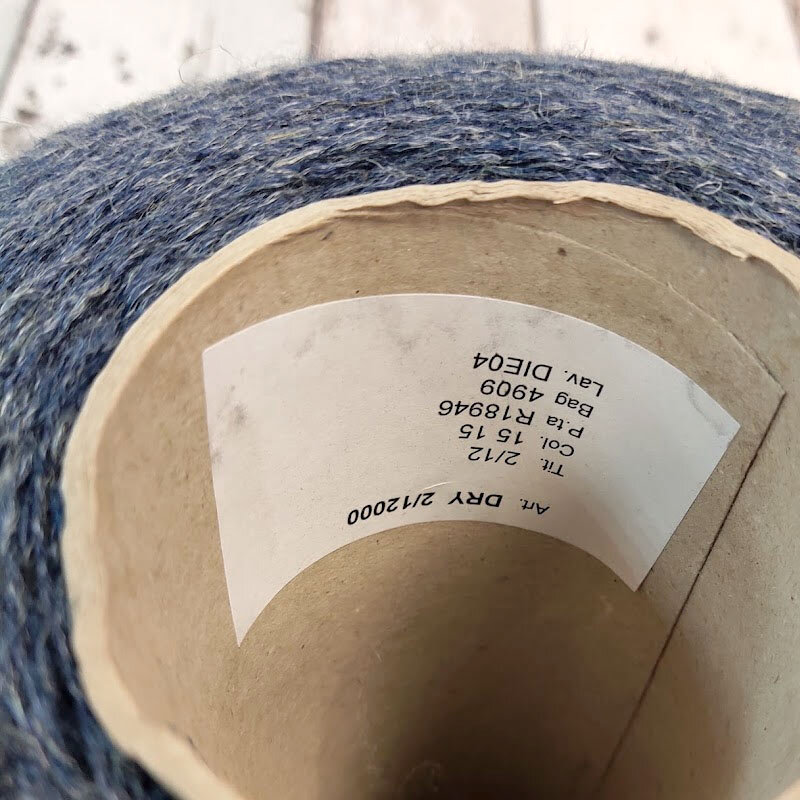 Art. DRY 2/12000
Tit. 2/12
Col. 15 15
P.ta R18946
Bag 4909
Lav. DIE04